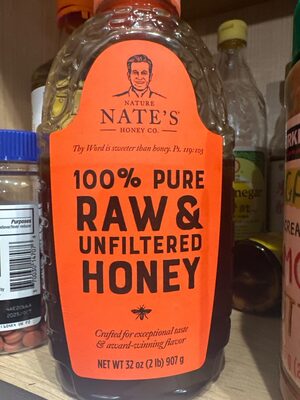 NATURE
NATE'S
HONEY CO.
Thy Word is sweeter than honey. Ps. 119:103
100% PURE
RAW &
UNFILTERED
HONEY
Crafted for exceptional taste
& award-winning flavor
NET WT 32 oz (2 lb) 907 g
Purposes